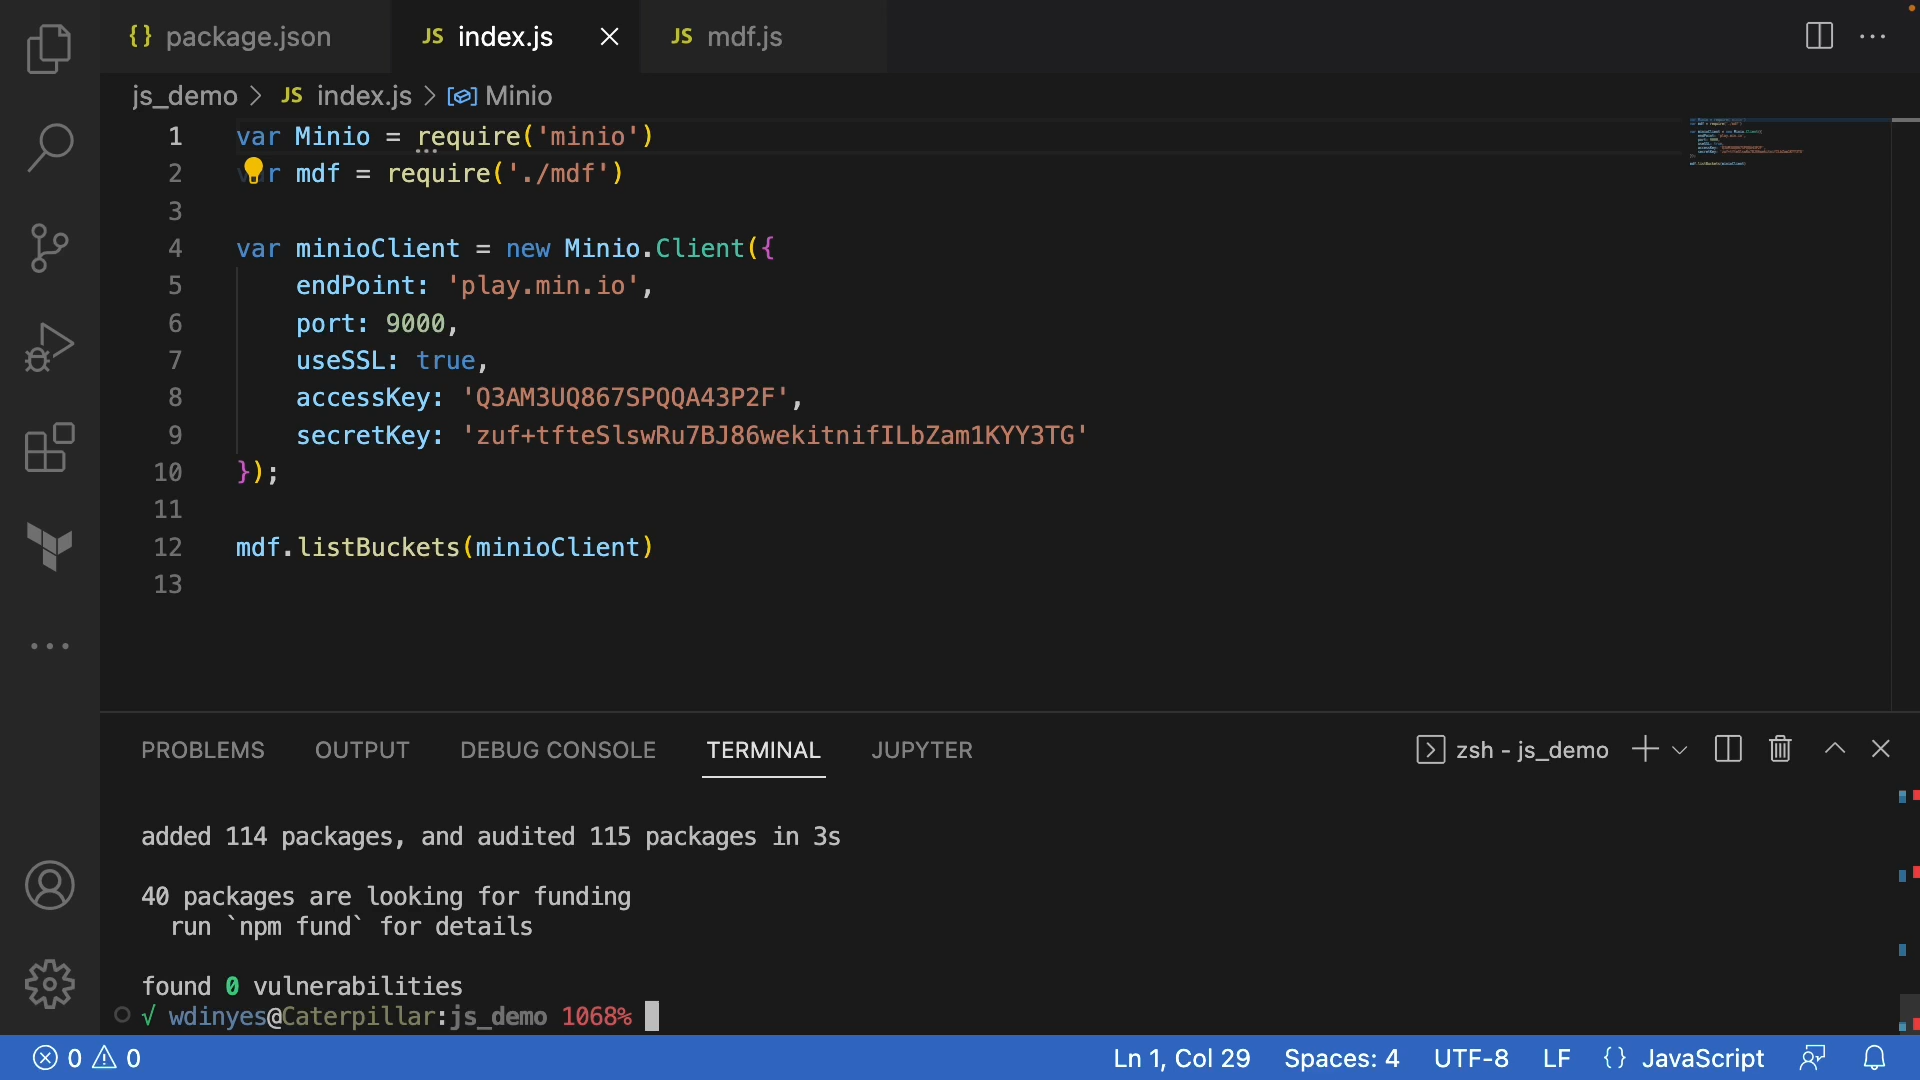 {} package.json
JS index.js
JS mdf.js
js_demo > JS index.js > Minio
1 var Minio = require('minio')
2 var mdf = require('./mdf')
3
4 var minioClient = new Minio.Client({
5 endPoint: 'play.min.io',
6 port: 9000,
7 useSSL: true,
8 accessKey: 'Q3AM3UQ867SPQQA43P2F',
9 secretKey: 'zuf+tfteSlswRu7BJ86wekitnifILbZam1KYY3TG'
10 });
11
12 mdf.listBuckets(minioClient)
13
PROBLEMS OUTPUT DEBUG CONSOLE TERMINAL JUPYTER
zsh - js_demo
added 114 packages, and audited 115 packages in 3s
40 packages are looking for funding
run `npm fund` for details
found 0 vulnerabilities
√ wdinyes@Caterpillar:js_demo 1068%
0 0
Ln 1, Col 29 Spaces: 4 UTF-8 LF {} JavaScript